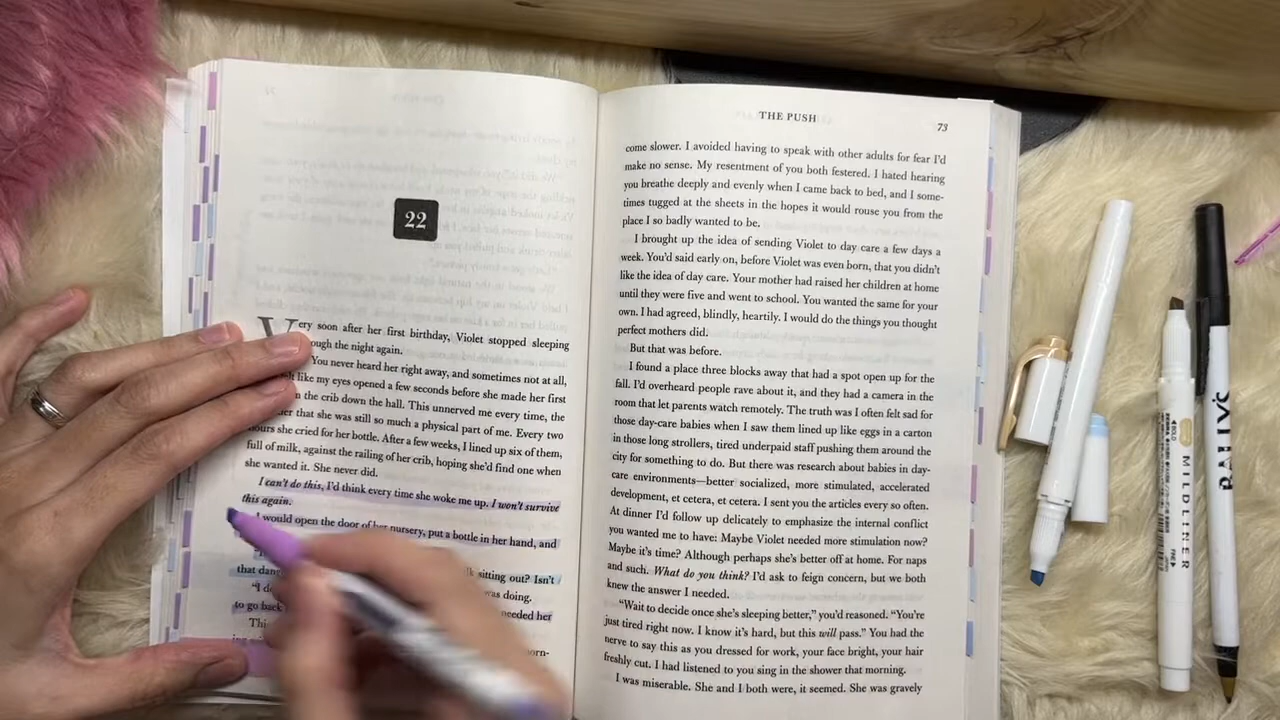 22
Very soon after her first birthday, Violet stopped sleeping
ough the night again.
You never heard her right away, and sometimes not at all,
lt like my eyes opened a few seconds before she made her first
n the crib down the hall. This unnerved me every time, the
der that she was still so much a physical part of me. Every two
hours she cried for her bottle. After a few weeks, I lined up six of them,
full of milk, against the railing of her crib, hoping she'd find one when
she wanted it. She never did.
I can't do this, I'd think every time she woke me up. I won't survive
this again.
I would open the door of her nursery, put a bottle in her hand, and
that dang sitting out? Isn't
"I do was doing.
to go back needed her
Thi
orn-
THE PUSH
73
come slower. I avoided having to speak with other adults for fear I'd
make no sense. My resentment of you both festered. I hated hearing
you breathe deeply and evenly when I came back to bed, and I some-
times tugged at the sheets in the hopes it would rouse you from the
place I so badly wanted to be.
I brought up the idea of sending Violet to day care a few days a
week. You'd said early on, before Violet was even born, that you didn't
like the idea of day care. Your mother had raised her children at home
until they were five and went to school. You wanted the same for your
own. I had agreed, blindly, heartily. I would do the things you thought
perfect mothers did.
But that was before.
I found a place three blocks away that had a spot open up for the
fall. I'd overheard people rave about it, and they had a camera in the
room that let parents watch remotely. The truth was I often felt sad for
those day-care babies when I saw them lined up like eggs in a carton
in those long strollers, tired underpaid staff pushing them around the
city for something to do. But there was research about babies in day-
care environments—better socialized, more stimulated, accelerated
development, et cetera, et cetera. I sent you the articles every so often.
At dinner I'd follow up delicately to emphasize the internal conflict
you wanted me to have: Maybe Violet needed more stimulation now?
Maybe it's time? Although perhaps she's better off at home. For naps
and such. What do you think? I'd ask to feign concern, but we both
knew the answer I needed.
"Wait to decide once she's sleeping better," you'd reasoned. "You're
just tired right now. I know it's hard, but this will pass." You had the
nerve to say this as you dressed for work, your face bright, your hair
freshly cut. I had listened to you sing in the shower that morning.
I was miserable. She and I both were, it seemed. She was gravely
MILDLINER
BALLY'S